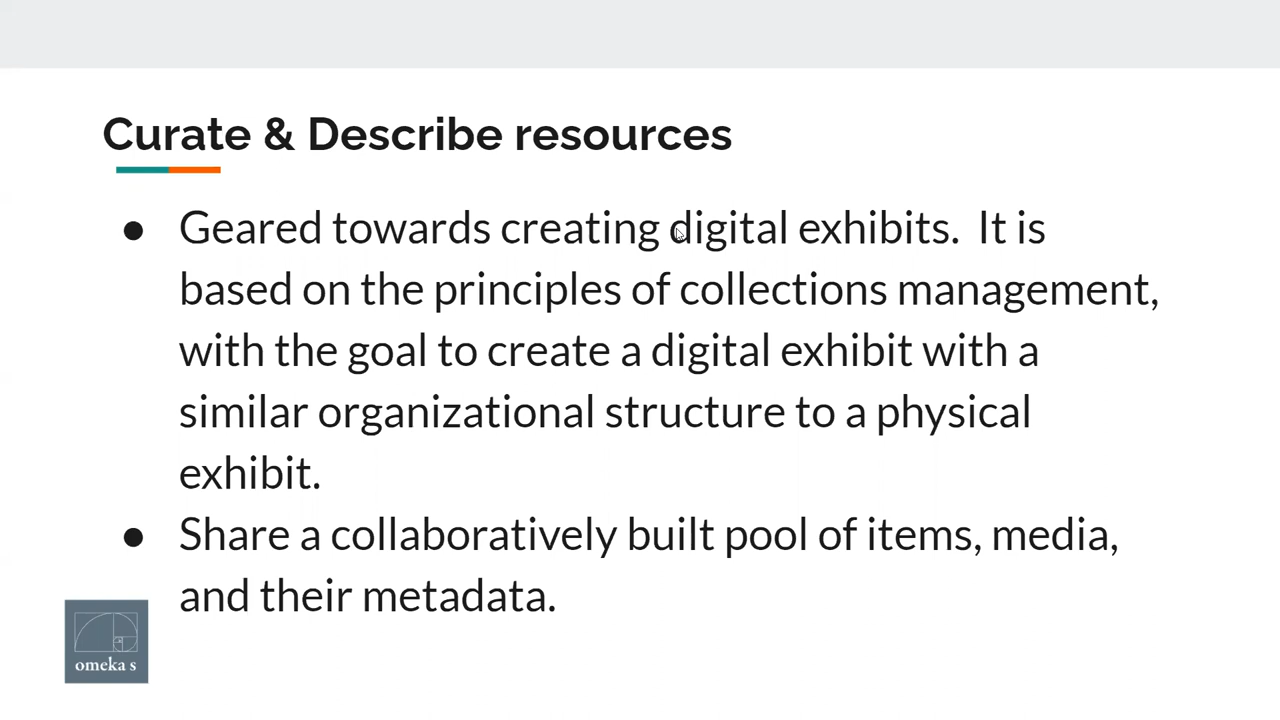 Curate & Describe resources
● Geared towards creating digital exhibits.  It is
based on the principles of collections management,
with the goal to create a digital exhibit with a
similar organizational structure to a physical
exhibit.
● Share a collaboratively built pool of items, media,
and their metadata.
omeka s